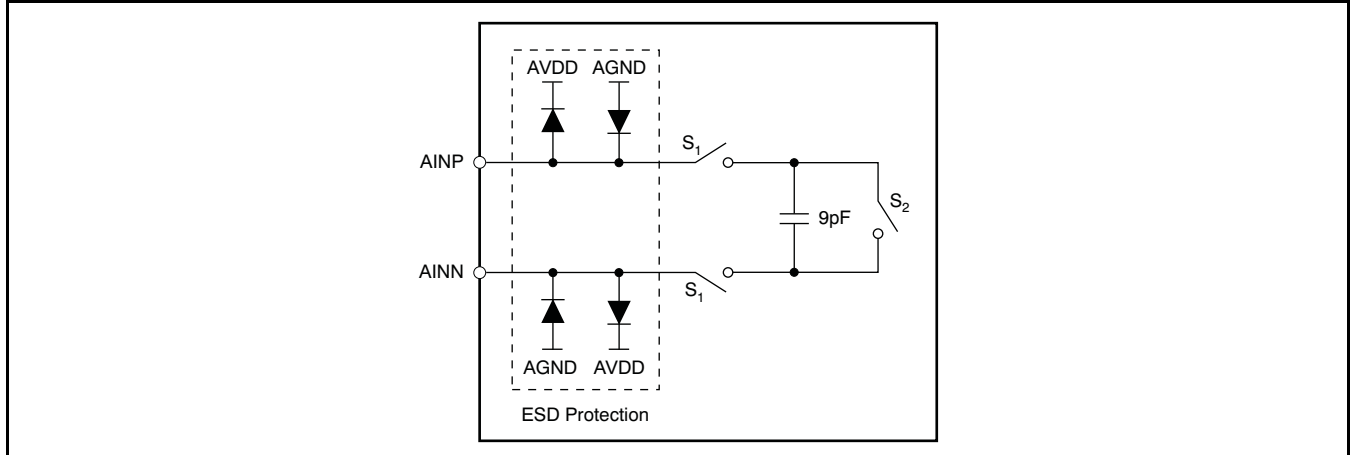 AVDD AGND
S1
AINP
9pF
S2
AINN
S1
AGND AVDD
ESD Protection